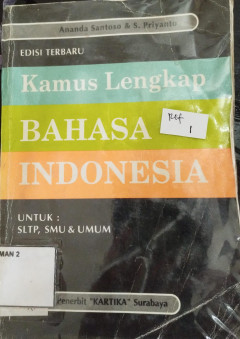 Ananda Santoso & S. Priyanto
EDISI TERBARU
Kamus Lengkap
BAHASA
Ref
1
INDONESIA
UNTUK :
SLTP, SMU & UMUM
MAN 2
Penerbit "KARTIKA" Surabaya